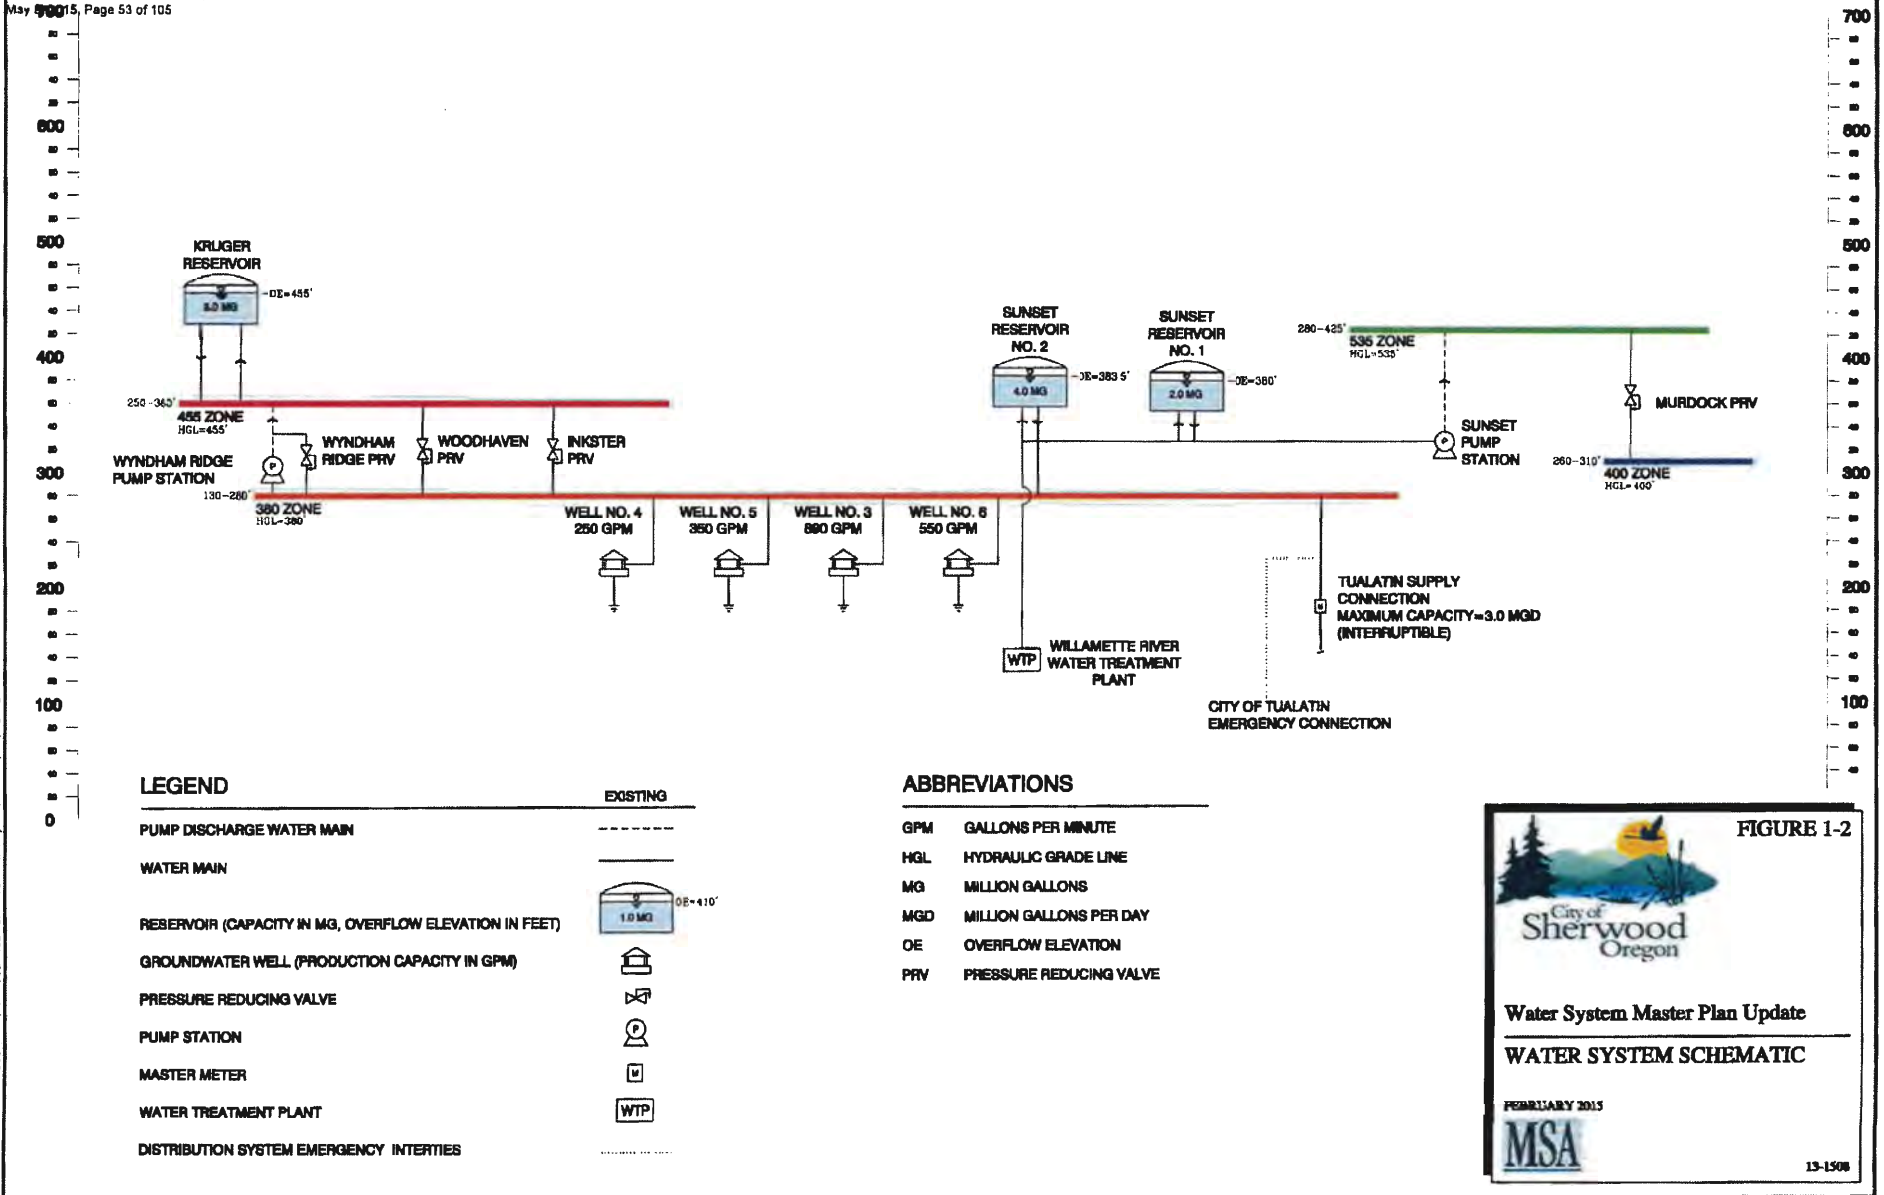 Page 53 of 105
700
600
500
400
300
200
100
0
700
600
500
400
300
200
100
KRUGER
RESERVOIR
OE=455'
250-360'
455 ZONE
HGL=455'
WYNDHAM RIDGE
PUMP STATION
P
WYNDHAM
RIDGE PRV
WOODHAVEN
PRV
INKSTER
PRV
380 ZONE
HGL=380'
WELL NO. 4
250 GPM
WELL NO. 5
350 GPM
WELL NO. 3
890 GPM
WELL NO. 6
550 GPM
SUNSET
RESERVOIR
NO. 2
OE=383.5'
4.0 MG
SUNSET
RESERVOIR
NO. 1
OE=380'
2.0 MG
280-425'
535 ZONE
HGL=535'
P
SUNSET
PUMP
STATION
MURDOCK PRV
260-310'
400 ZONE
HGL=400'
WTP
WILLAMETTE RIVER
WATER TREATMENT
PLANT
M
TUALATIN SUPPLY
CONNECTION
MAXIMUM CAPACITY=3.0 MGD
(INTERRUPTIBLE)
CITY OF TUALATIN
EMERGENCY CONNECTION
LEGEND
EXISTING
PUMP DISCHARGE WATER MAIN
WATER MAIN
RESERVOIR (CAPACITY IN MG, OVERFLOW ELEVATION IN FEET)
1.0 MG
OE=410'
GROUNDWATER WELL (PRODUCTION CAPACITY IN GPM)
PRESSURE REDUCING VALVE
PUMP STATION
P
MASTER METER
M
WATER TREATMENT PLANT
WTP
DISTRIBUTION SYSTEM EMERGENCY INTERTIES
ABBREVIATIONS
GPM GALLONS PER MINUTE
HGL HYDRAULIC GRADE LINE
MG MILLION GALLONS
MGD MILLION GALLONS PER DAY
OE OVERFLOW ELEVATION
PRV PRESSURE REDUCING VALVE
FIGURE 1-2
City of
Sherwood
Oregon
Water System Master Plan Update
WATER SYSTEM SCHEMATIC
FEBRUARY 2015
MSA
13-1508